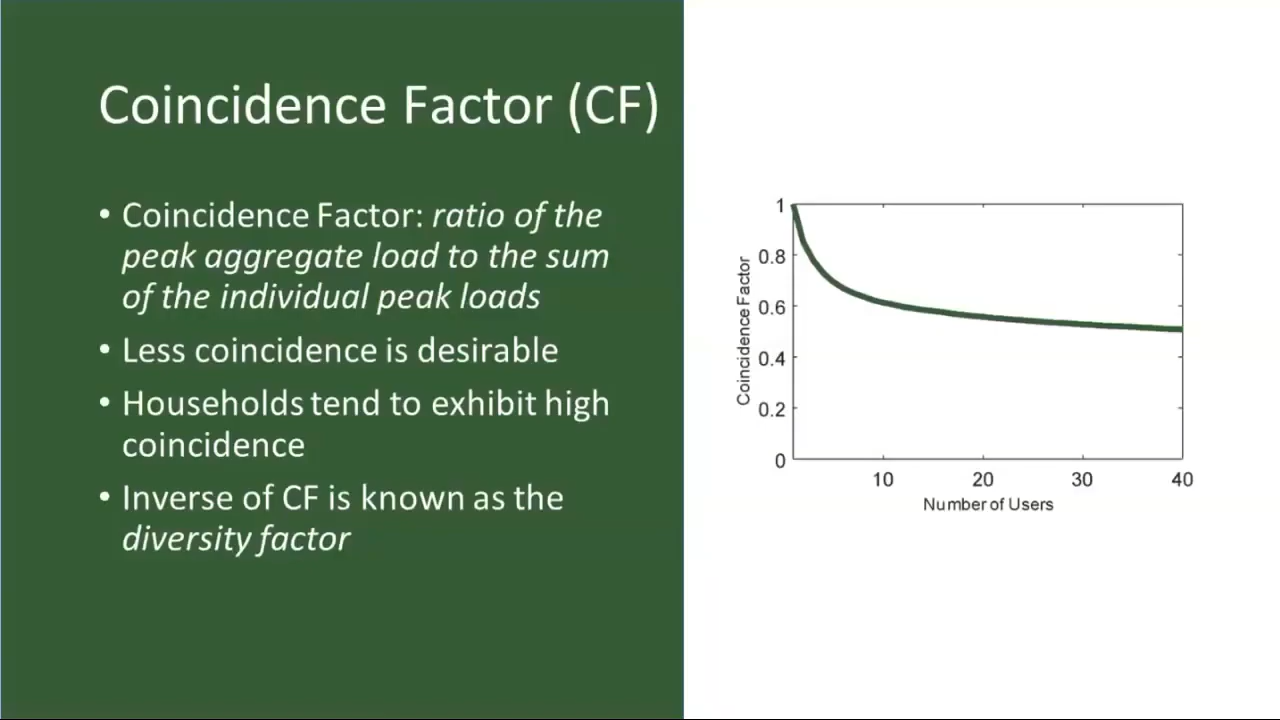 Coincidence Factor (CF)
• Coincidence Factor: ratio of the
peak aggregate load to the sum
of the individual peak loads
• Less coincidence is desirable
• Households tend to exhibit high
coincidence
• Inverse of CF is known as the
diversity factor
Coincidence Factor
1
0.8
0.6
0.4
0.2
0
10 20 30 40
Number of Users